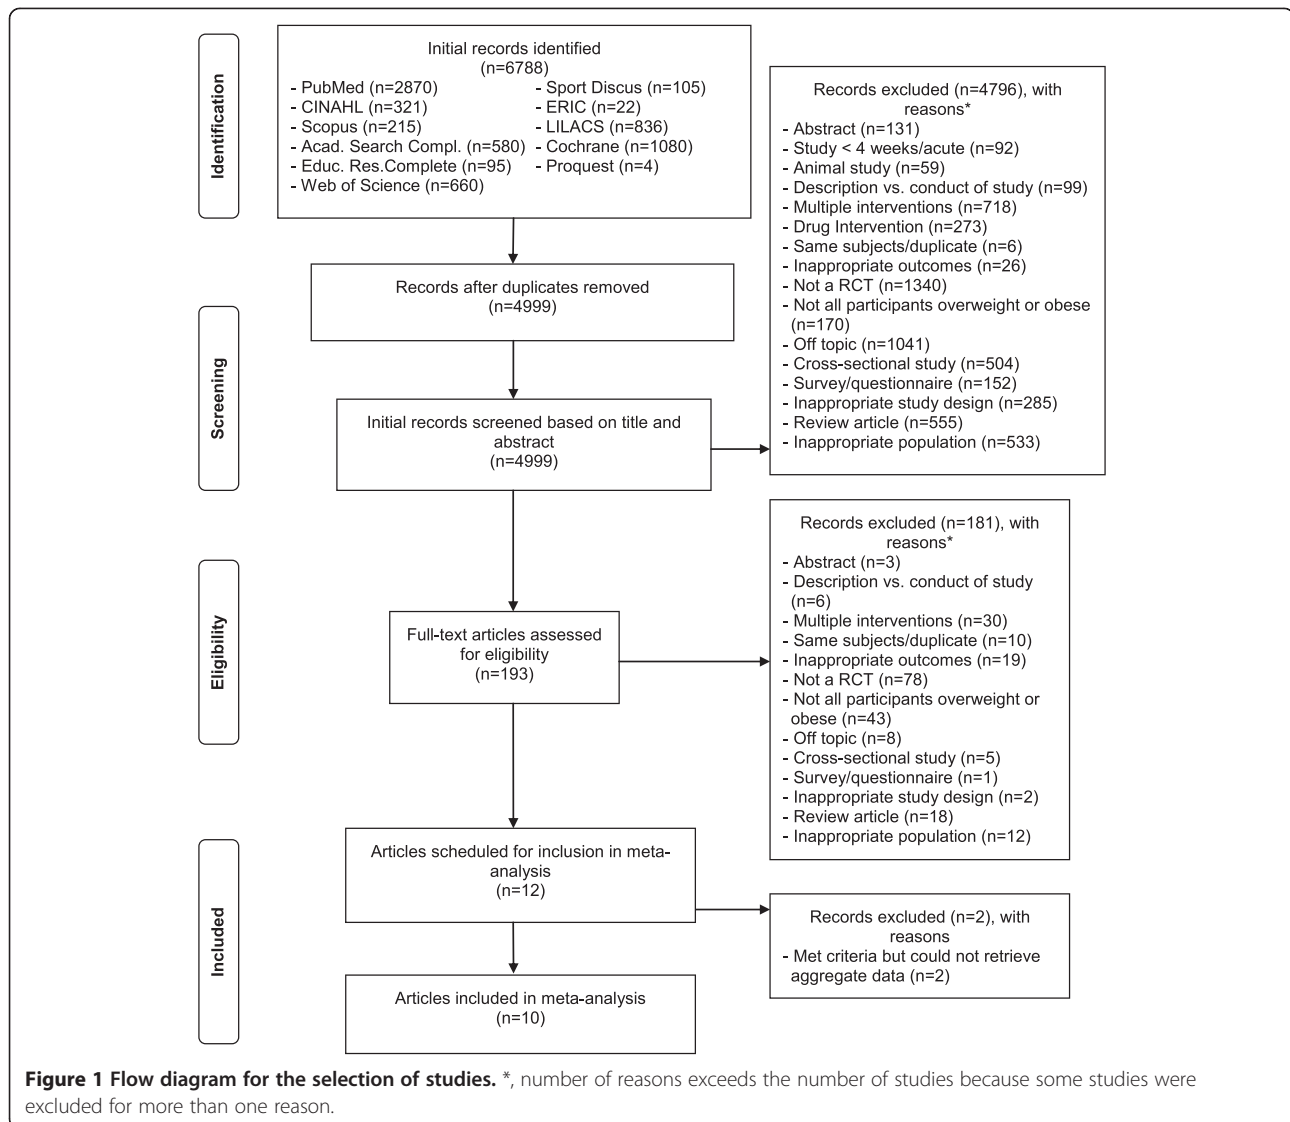 Identification
Initial records identified
(n=6788)
- PubMed (n=2870)
- CINAHL (n=321)
- Scopus (n=215)
- Acad. Search Compl. (n=580)
- Educ. Res.Complete (n=95)
- Web of Science (n=660)
- Sport Discus (n=105)
- ERIC (n=22)
- LILACS (n=836)
- Cochrane (n=1080)
- Proquest (n=4)
Records excluded (n=4796), with
reasons*
- Abstract (n=131)
- Study < 4 weeks/acute (n=92)
- Animal study (n=59)
- Description vs. conduct of study (n=99)
- Multiple interventions (n=718)
- Drug Intervention (n=273)
- Same subjects/duplicate (n=6)
- Inappropriate outcomes (n=26)
- Not a RCT (n=1340)
- Not all participants overweight or obese
(n=170)
- Off topic (n=1041)
- Cross-sectional study (n=504)
- Survey/questionnaire (n=152)
- Inappropriate study design (n=285)
- Review article (n=555)
- Inappropriate population (n=533)
Records after duplicates removed
(n=4999)
Screening
Initial records screened based on title and
abstract
(n=4999)
Records excluded (n=181), with
reasons*
- Abstract (n=3)
- Description vs. conduct of study
(n=6)
- Multiple interventions (n=30)
- Same subjects/duplicate (n=10)
- Inappropriate outcomes (n=19)
- Not a RCT (n=78)
- Not all participants overweight or
obese (n=43)
- Off topic (n=8)
- Cross-sectional study (n=5)
- Survey/questionnaire (n=1)
- Inappropriate study design (n=2)
- Review article (n=18)
- Inappropriate population (n=12)
Eligibility
Full-text articles assessed
for eligibility
(n=193)
Included
Articles scheduled for inclusion in meta-
analysis
(n=12)
Records excluded (n=2), with
reasons
- Met criteria but could not retrieve
aggregate data (n=2)
Articles included in meta-analysis
(n=10)
Figure 1 Flow diagram for the selection of studies. *, number of reasons exceeds the number of studies because some studies were
excluded for more than one reason.